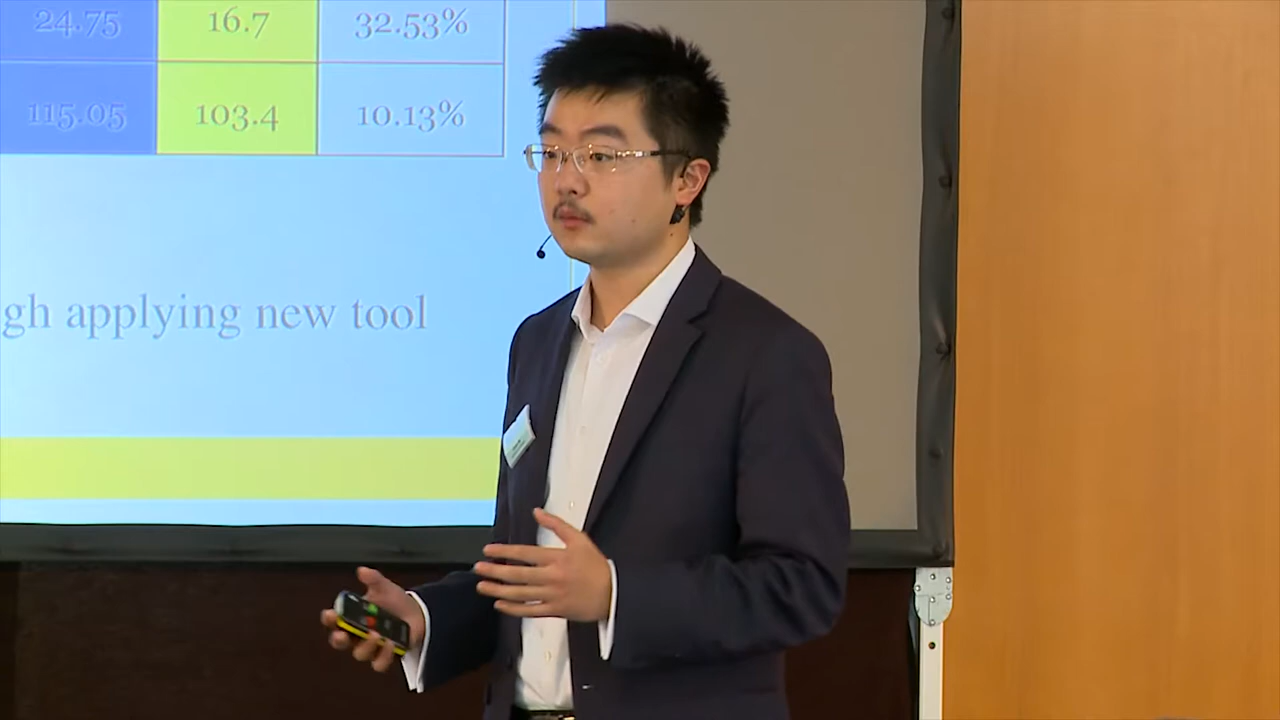 24.75 16.7 32.53%
115.05 103.4 10.13%
gh applying new tool